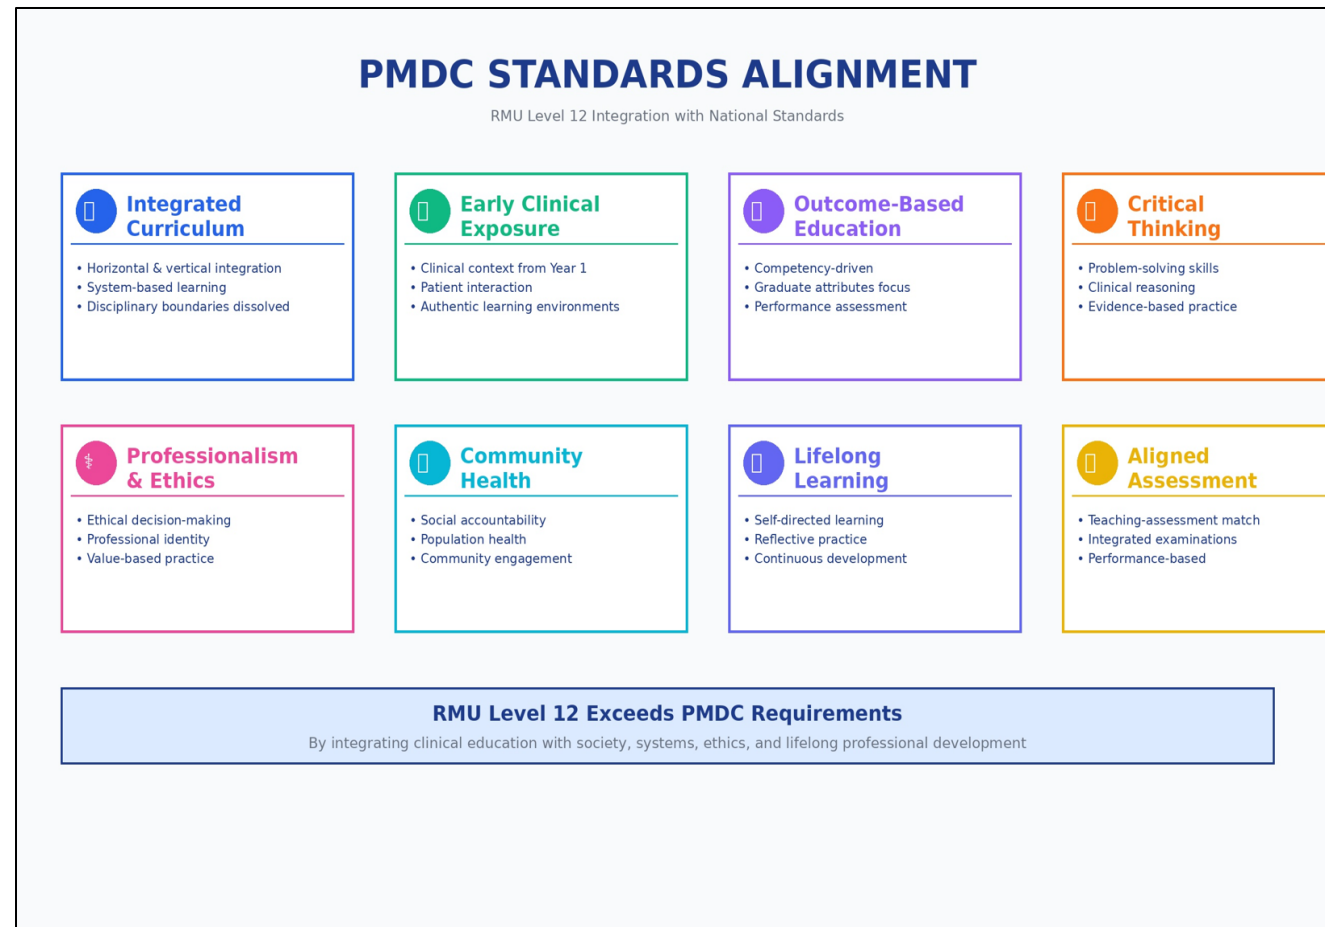 PMDC STANDARDS ALIGNMENT
RMU Level 12 Integration with National Standards
Integrated
Curriculum
• Horizontal & vertical integration
• System-based learning
• Disciplinary boundaries dissolved
Early Clinical
Exposure
• Clinical context from Year 1
• Patient interaction
• Authentic learning environments
Outcome-Based
Education
• Competency-driven
• Graduate attributes focus
• Performance assessment
Critical
Thinking
• Problem-solving skills
• Clinical reasoning
• Evidence-based practice
Professionalism
& Ethics
• Ethical decision-making
• Professional identity
• Value-based practice
Community
Health
• Social accountability
• Population health
• Community engagement
Lifelong
Learning
• Self-directed learning
• Reflective practice
• Continuous development
Aligned
Assessment
• Teaching-assessment match
• Integrated examinations
• Performance-based
RMU Level 12 Exceeds PMDC Requirements
By integrating clinical education with society, systems, ethics, and lifelong professional development